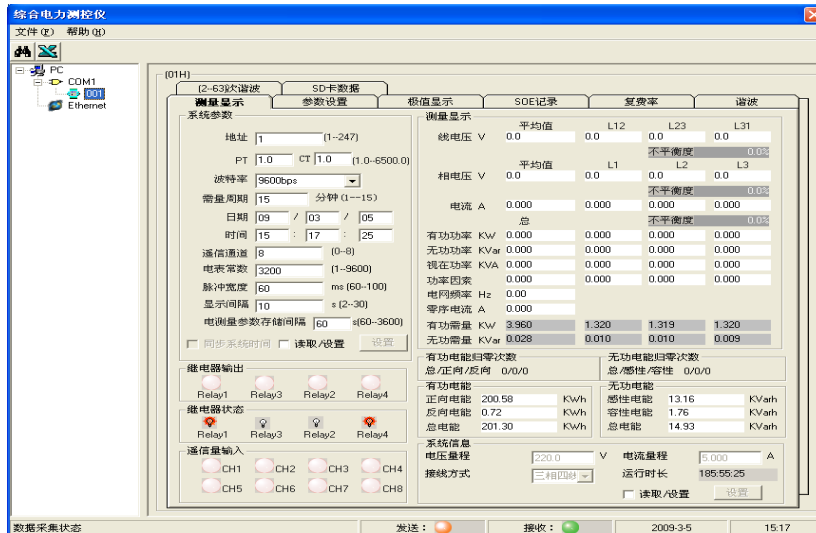 综合电力测控仪
文件(F) 帮助(H)
PC
COM1
001
Ethernet
(01H)
(2-63)次谐波 SD卡数据
测量显示 参数设置 极值显示 SOE记录 复费率 谐波
系统参数
地址 1 (1--247)
PT 1.0 CT 1.0 (1.0--6500.0)
波特率 9600bps
需量周期 15 分钟(1--15)
日期 09 / 03 / 05
时间 15 : 17 : 25
遥信通道 8 (0--8)
电表常数 3200 (1--9600)
脉冲宽度 60 ms (60--100)
显示间隔 10 s (2--30)
电测量参数存储间隔 60 s(60--3600)
同步系统时间 读取/设置 设置
继电器输出
Relay1 Relay3 Relay2 Relay4
继电器状态
Relay1 Relay3 Relay2 Relay4
遥信量输入
CH1 CH2 CH3 CH4
CH5 CH6 CH7 CH8
测量显示
平均值 L12 L23 L31
线电压 V 0.0 0.0 0.0 0.0
不平衡度 0.0%
平均值 L1 L2 L3
相电压 V 0.0 0.0 0.0 0.0
不平衡度 0.0%
电流 A 0.000 0.000 0.000 0.000
总 不平衡度 0.0%
有功功率 KW 0.000 0.000 0.000 0.000
无功功率 KVar 0.000 0.000 0.000 0.000
视在功率 KVA 0.000 0.000 0.000 0.000
功率因素 0.000 0.000 0.000 0.000
电网频率 Hz 0.00
零序电流 A 0.000
有功需量 KW 3.960 1.320 1.319 1.320
无功需量 KVar 0.028 0.010 0.010 0.009
有功电能归零次数
总/正向/反向 0/0/0
无功电能归零次数
总/感性/容性 0/0/0
有功电能
正向电能 200.58 KWh
反向电能 0.72 KWh
总电能 201.30 KWh
无功电能
感性电能 13.16 KVarh
容性电能 1.76 KVarh
总电能 14.93 KVarh
系统信息
电压量程 220.0 V 电流量程 5.000 A
接线方式 三相四线 运行时长 185:55:25
读取/设置 设置
数据采集状态 发送： 接收： 2009-3-5 15:17